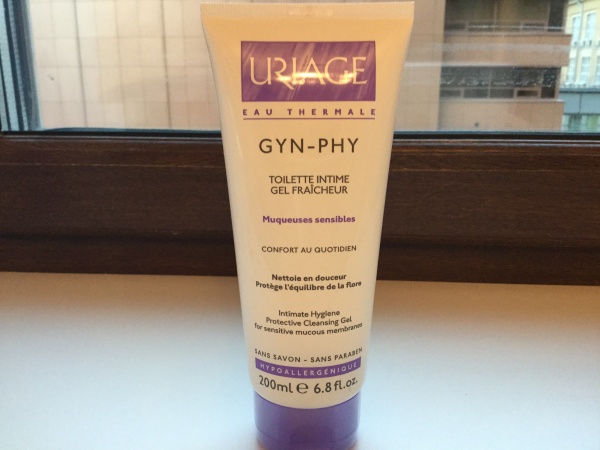 URIAGE
EAU THERMALE
GYN-PHY
TOILETTE INTIME
GEL FRAÎCHEUR
Muqueuses sensibles
CONFORT AU QUOTIDIEN
Nettoie en douceur
Protège l'équilibre de la flore
Intimate Hygiene
Protective Cleansing Gel
for sensitive mucous membranes
SANS SAVON - SANS PARABEN
HYPOALLERGÉNIQUE
200ml e 6.8 fl.oz.